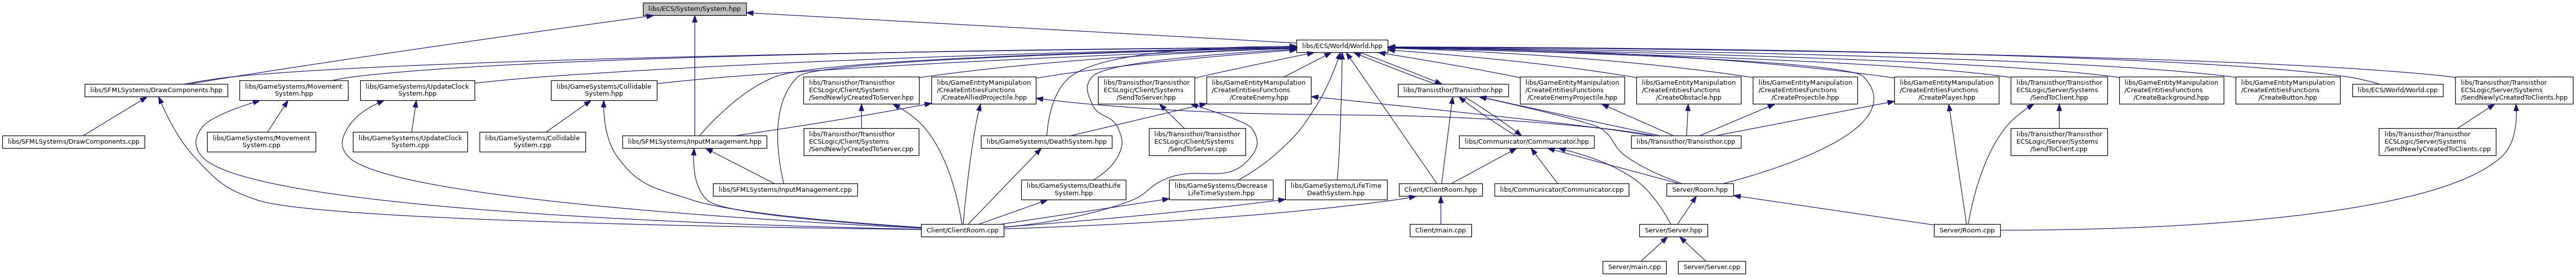 libs/ECS/System/System.hpp
libs/ECS/World/World.hpp
libs/SFMLSystems/DrawComponents.hpp
libs/GameSystems/Movement
System.hpp
libs/GameSystems/UpdateClock
System.hpp
libs/GameSystems/Collidable
System.hpp
libs/Transisthor/Transisthor
ECSLogic/Client/Systems
/SendNewlyCreatedToServer.hpp
libs/GameEntityManipulation
/CreateEntitiesFunctions
/CreateAlliedProjectile.hpp
libs/Transisthor/Transisthor
ECSLogic/Client/Systems
/SendToServer.hpp
libs/GameEntityManipulation
/CreateEntitiesFunctions
/CreateEnemy.hpp
libs/Transisthor/Transisthor.hpp
libs/GameEntityManipulation
/CreateEntitiesFunctions
/CreateEnemyProjectile.hpp
libs/GameEntityManipulation
/CreateEntitiesFunctions
/CreateObstacle.hpp
libs/GameEntityManipulation
/CreateEntitiesFunctions
/CreateProjectile.hpp
libs/GameEntityManipulation
/CreateEntitiesFunctions
/CreatePlayer.hpp
libs/Transisthor/Transisthor
ECSLogic/Server/Systems
/SendToClient.hpp
libs/GameEntityManipulation
/CreateEntitiesFunctions
/CreateBackground.hpp
libs/GameEntityManipulation
/CreateEntitiesFunctions
/CreateButton.hpp
libs/ECS/World/World.cpp
libs/Transisthor/Transisthor
ECSLogic/Server/Systems
/SendNewlyCreatedToClients.hpp
libs/SFMLSystems/DrawComponents.cpp
libs/GameSystems/Movement
System.cpp
libs/GameSystems/UpdateClock
System.cpp
libs/GameSystems/Collidable
System.cpp
libs/SFMLSystems/InputManagement.hpp
libs/Transisthor/Transisthor
ECSLogic/Client/Systems
/SendNewlyCreatedToServer.cpp
libs/GameSystems/DeathSystem.hpp
libs/Transisthor/Transisthor
ECSLogic/Client/Systems
/SendToServer.cpp
libs/Communicator/Communicator.hpp
libs/Transisthor/Transisthor.cpp
libs/Transisthor/Transisthor
ECSLogic/Server/Systems
/SendToClient.cpp
libs/Transisthor/Transisthor
ECSLogic/Server/Systems
/SendNewlyCreatedToClients.cpp
libs/SFMLSystems/InputManagement.cpp
libs/GameSystems/DeathLife
System.hpp
libs/GameSystems/Decrease
LifeTimeSystem.hpp
libs/GameSystems/LifeTime
DeathSystem.hpp
Client/ClientRoom.hpp
libs/Communicator/Communicator.cpp
Server/Room.hpp
Client/ClientRoom.cpp
Client/main.cpp
Server/Server.hpp
Server/Room.cpp
Server/main.cpp
Server/Server.cpp